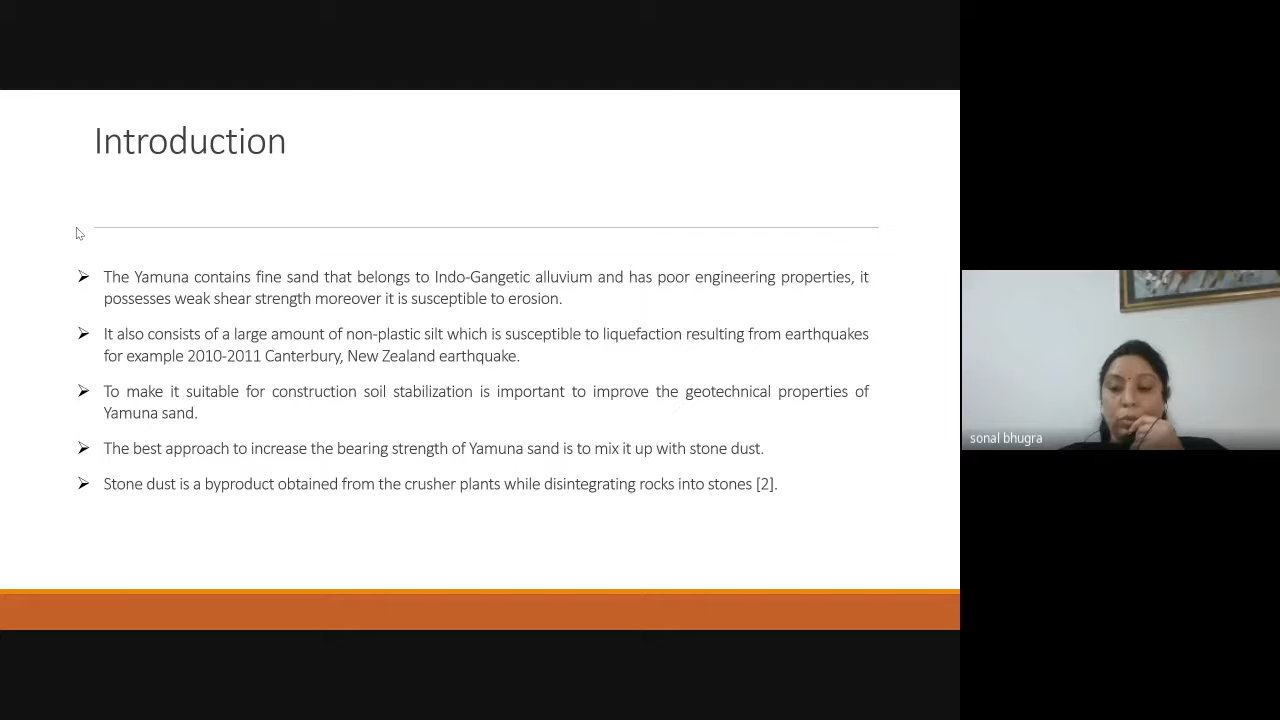 Introduction
The Yamuna contains fine sand that belongs to Indo-Gangetic alluvium and has poor engineering properties, it
possesses weak shear strength moreover it is susceptible to erosion.
It also consists of a large amount of non-plastic silt which is susceptible to liquefaction resulting from earthquakes
for example 2010-2011 Canterbury, New Zealand earthquake.
To make it suitable for construction soil stabilization is important to improve the geotechnical properties of
Yamuna sand.
The best approach to increase the bearing strength of Yamuna sand is to mix it up with stone dust.
Stone dust is a byproduct obtained from the crusher plants while disintegrating rocks into stones [2].
sonal bhugra